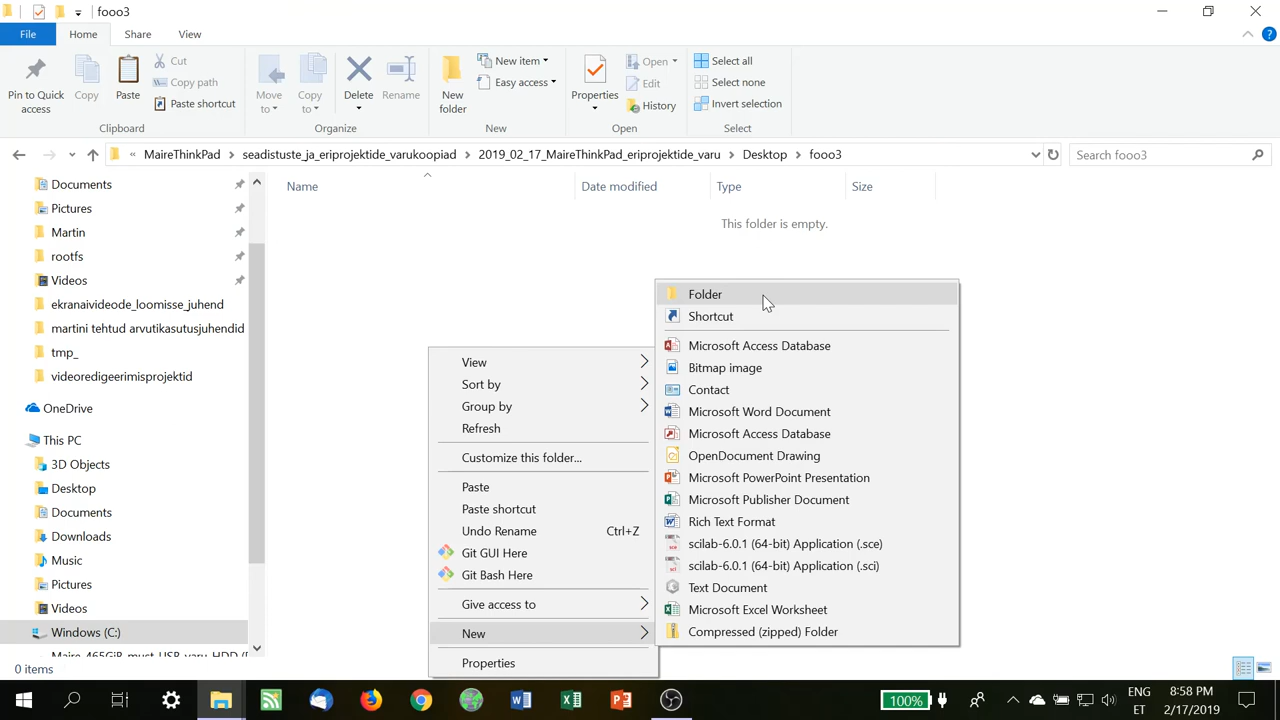 fooo3
File Home Share View
Pin to Quick access
Copy
Paste
Cut
Copy path
Paste shortcut
Clipboard
Move to
Copy to
Delete
Rename
Organize
New folder
New item
Easy access
New
Properties
Open
Edit
History
Open
Select all
Select none
Invert selection
Select
« MaireThinkPad > seadistuste_ja_eriprojektide_varukoopiad > 2019_02_17_MaireThinkPad_eriprojektide_varu > Desktop > fooo3
Search fooo3
Name Date modified Type Size
This folder is empty.
Documents
Pictures
Martin
rootfs
Videos
ekranaivideode_loomisse_juhend
martini tehtud arvutikasutusjuhendid
tmp_
videoredigeerimisprojektid
OneDrive
This PC
3D Objects
Desktop
Documents
Downloads
Music
Pictures
Videos
Windows (C:)
Maire_465GiB_must_USB_varu_HDD (
View
Sort by
Group by
Refresh
Customize this folder...
Paste
Paste shortcut
Undo Rename Ctrl+Z
Git GUI Here
Git Bash Here
Give access to
New
Properties
Folder
Shortcut
Microsoft Access Database
Bitmap image
Contact
Microsoft Word Document
Microsoft Access Database
OpenDocument Drawing
Microsoft PowerPoint Presentation
Microsoft Publisher Document
Rich Text Format
scilab-6.0.1 (64-bit) Application (.sce)
scilab-6.0.1 (64-bit) Application (.sci)
Text Document
Microsoft Excel Worksheet
Compressed (zipped) Folder
0 items
100%
ENG
ET
8:58 PM
2/17/2019